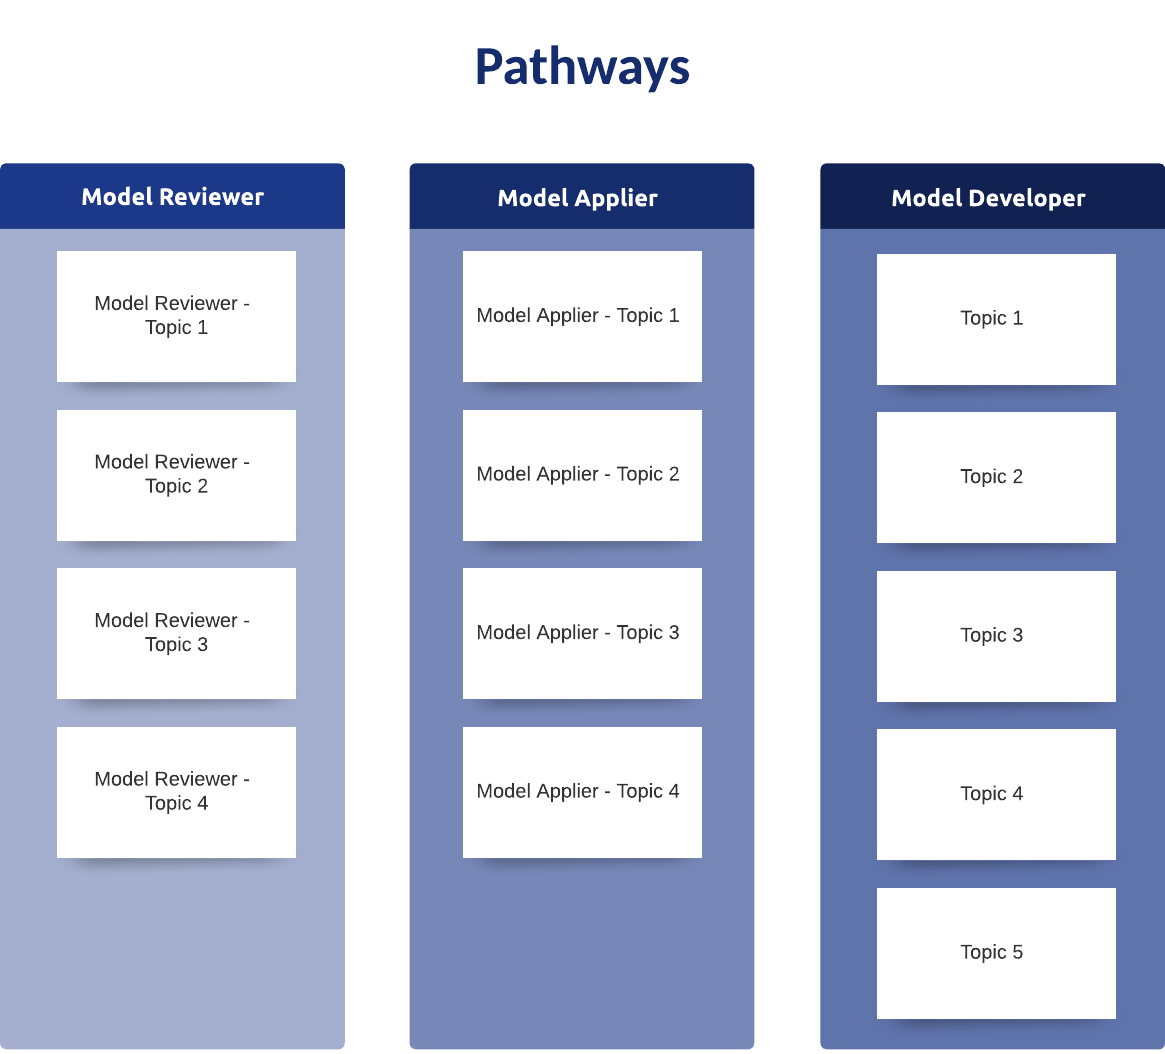 Pathways
Model Reviewer
Model Reviewer -
Topic 1
Model Reviewer -
Topic 2
Model Reviewer -
Topic 3
Model Reviewer -
Topic 4
Model Applier
Model Applier - Topic 1
Model Applier - Topic 2
Model Applier - Topic 3
Model Applier - Topic 4
Model Developer
Topic 1
Topic 2
Topic 3
Topic 4
Topic 5